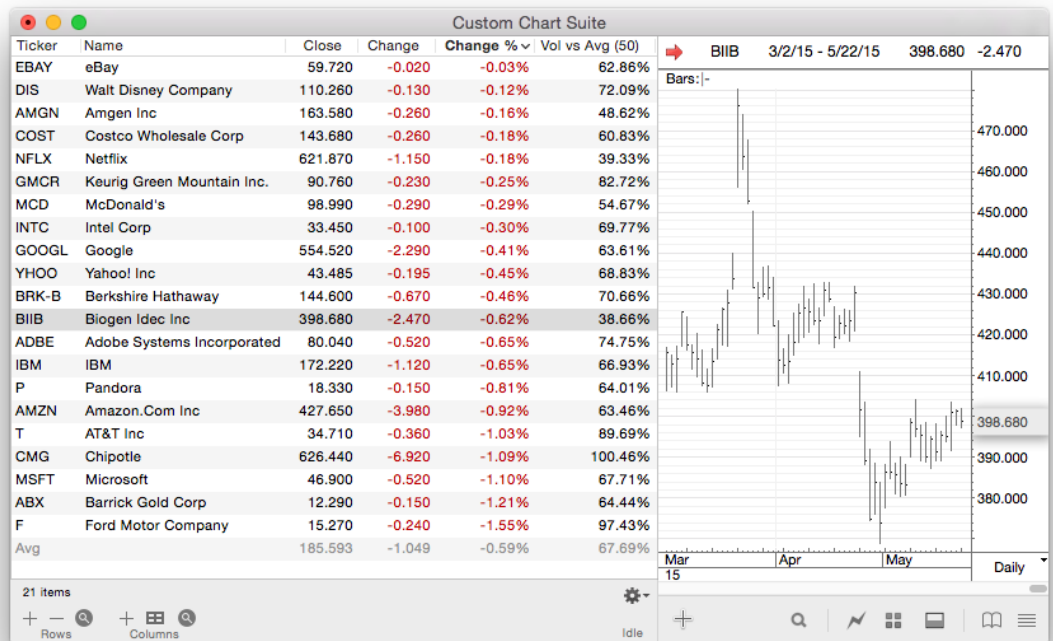 Custom Chart Suite
Ticker Name Close Change Change % Vol vs Avg (50)
EBAY eBay 59.720 -0.020 -0.03% 62.86%
DIS Walt Disney Company 110.260 -0.130 -0.12% 72.09%
AMGN Amgen Inc 163.580 -0.260 -0.16% 48.62%
COST Costco Wholesale Corp 143.680 -0.260 -0.18% 60.83%
NFLX Netflix 621.870 -1.150 -0.18% 39.33%
GMCR Keurig Green Mountain Inc. 90.760 -0.230 -0.25% 82.72%
MCD McDonald's 98.990 -0.290 -0.29% 54.67%
INTC Intel Corp 33.450 -0.100 -0.30% 69.77%
GOOGL Google 554.520 -2.290 -0.41% 63.61%
YHOO Yahoo! Inc 43.485 -0.195 -0.45% 68.83%
BRK-B Berkshire Hathaway 144.600 -0.670 -0.46% 70.66%
BIIB Biogen Idec Inc 398.680 -2.470 -0.62% 38.66%
ADBE Adobe Systems Incorporated 80.040 -0.520 -0.65% 74.75%
IBM IBM 172.220 -1.120 -0.65% 66.93%
P Pandora 18.330 -0.150 -0.81% 64.01%
AMZN Amazon.Com Inc 427.650 -3.980 -0.92% 63.46%
T AT&T Inc 34.710 -0.360 -1.03% 89.69%
CMG Chipotle 626.440 -6.920 -1.09% 100.46%
MSFT Microsoft 46.900 -0.520 -1.10% 67.71%
ABX Barrick Gold Corp 12.290 -0.150 -1.21% 64.44%
F Ford Motor Company 15.270 -0.240 -1.55% 97.43%
Avg 185.593 -1.049 -0.59% 67.69%
21 items
Rows Columns Idle
BIIB 3/2/15 - 5/22/15 398.680 -2.470
Bars:
470.000
460.000
450.000
440.000
430.000
420.000
410.000
398.680
390.000
380.000
Mar Apr May
15
Daily